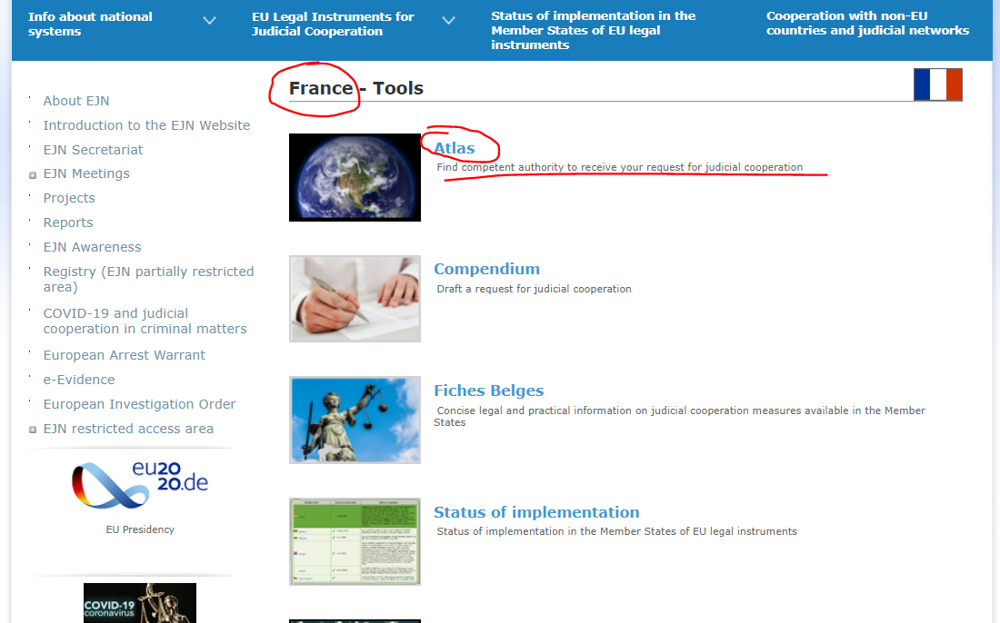 Info about national
systems
EU Legal Instruments for
Judicial Cooperation
Status of implementation in the
Member States of EU legal
instruments
Cooperation with non-EU
countries and judicial networks
About EJN
Introduction to the EJN Website
EJN Secretariat
EJN Meetings
Projects
Reports
EJN Awareness
Registry (EJN partially restricted
area)
COVID-19 and judicial
cooperation in criminal matters
European Arrest Warrant
e-Evidence
European Investigation Order
EJN restricted access area
eu20
20.de
EU Presidency
COVID-19
coronavirus
France - Tools
Atlas
Find competent authority to receive your request for judicial cooperation
Compendium
Draft a request for judicial cooperation
Fiches Belges
Concise legal and practical information on judicial cooperation measures available in the Member
States
Status of implementation
Status of implementation in the Member States of EU legal instruments